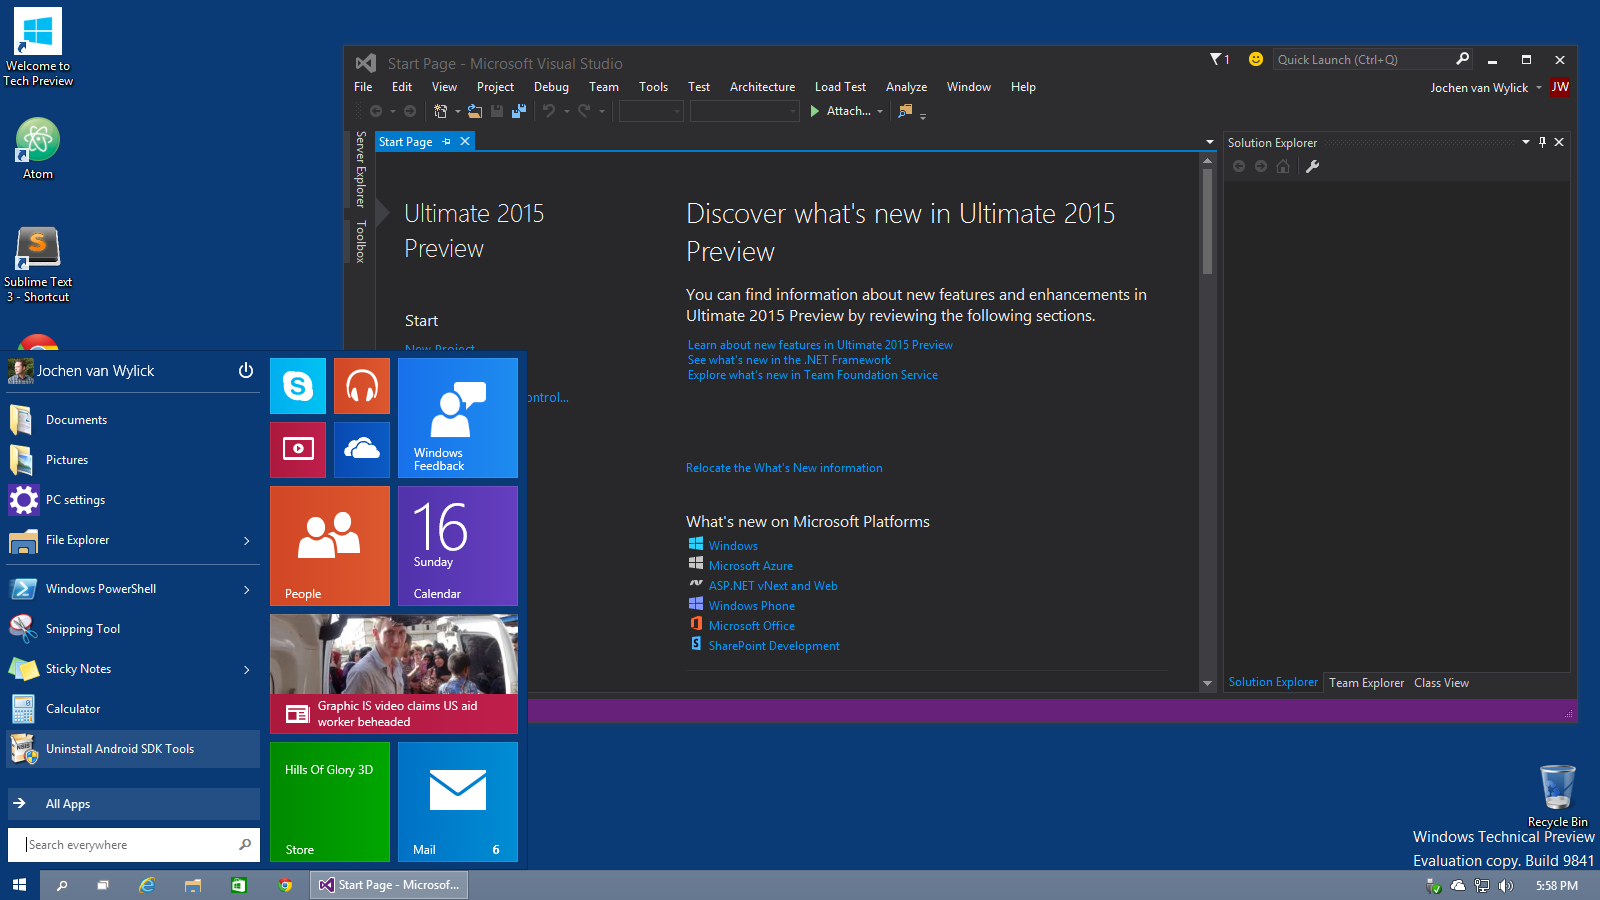 Welcome to
Tech Preview
Atom
Sublime Text
3 - Shortcut
Start Page - Microsoft Visual Studio
1
Quick Launch (Ctrl+Q)
File Edit View Project Debug Team Tools Test Architecture Load Test Analyze Window Help
Jochen van Wylick JW
Attach...
Server Explorer
Toolbox
Start Page
Ultimate 2015
Preview
Start
New Project...
ontrol...
Discover what's new in Ultimate 2015
Preview
You can find information about new features and enhancements in
Ultimate 2015 Preview by reviewing the following sections.
Learn about new features in Ultimate 2015 Preview
See what's new in the .NET Framework
Explore what's new in Team Foundation Service
Relocate the What's New information
What's new on Microsoft Platforms
Windows
Microsoft Azure
ASP.NET vNext and Web
Windows Phone
Microsoft Office
SharePoint Development
Solution Explorer
Solution Explorer Team Explorer Class View
Jochen van Wylick
Documents
Pictures
PC settings
File Explorer
Windows PowerShell
Snipping Tool
Sticky Notes
Calculator
Uninstall Android SDK Tools
All Apps
Search everywhere
Windows
Feedback
People
16
Sunday
Calendar
Graphic IS video claims US aid
worker beheaded
Hills Of Glory 3D
Store
Mail 6
Recycle Bin
Windows Technical Preview
Evaluation copy. Build 9841
Start Page - Microsof...
5:58 PM